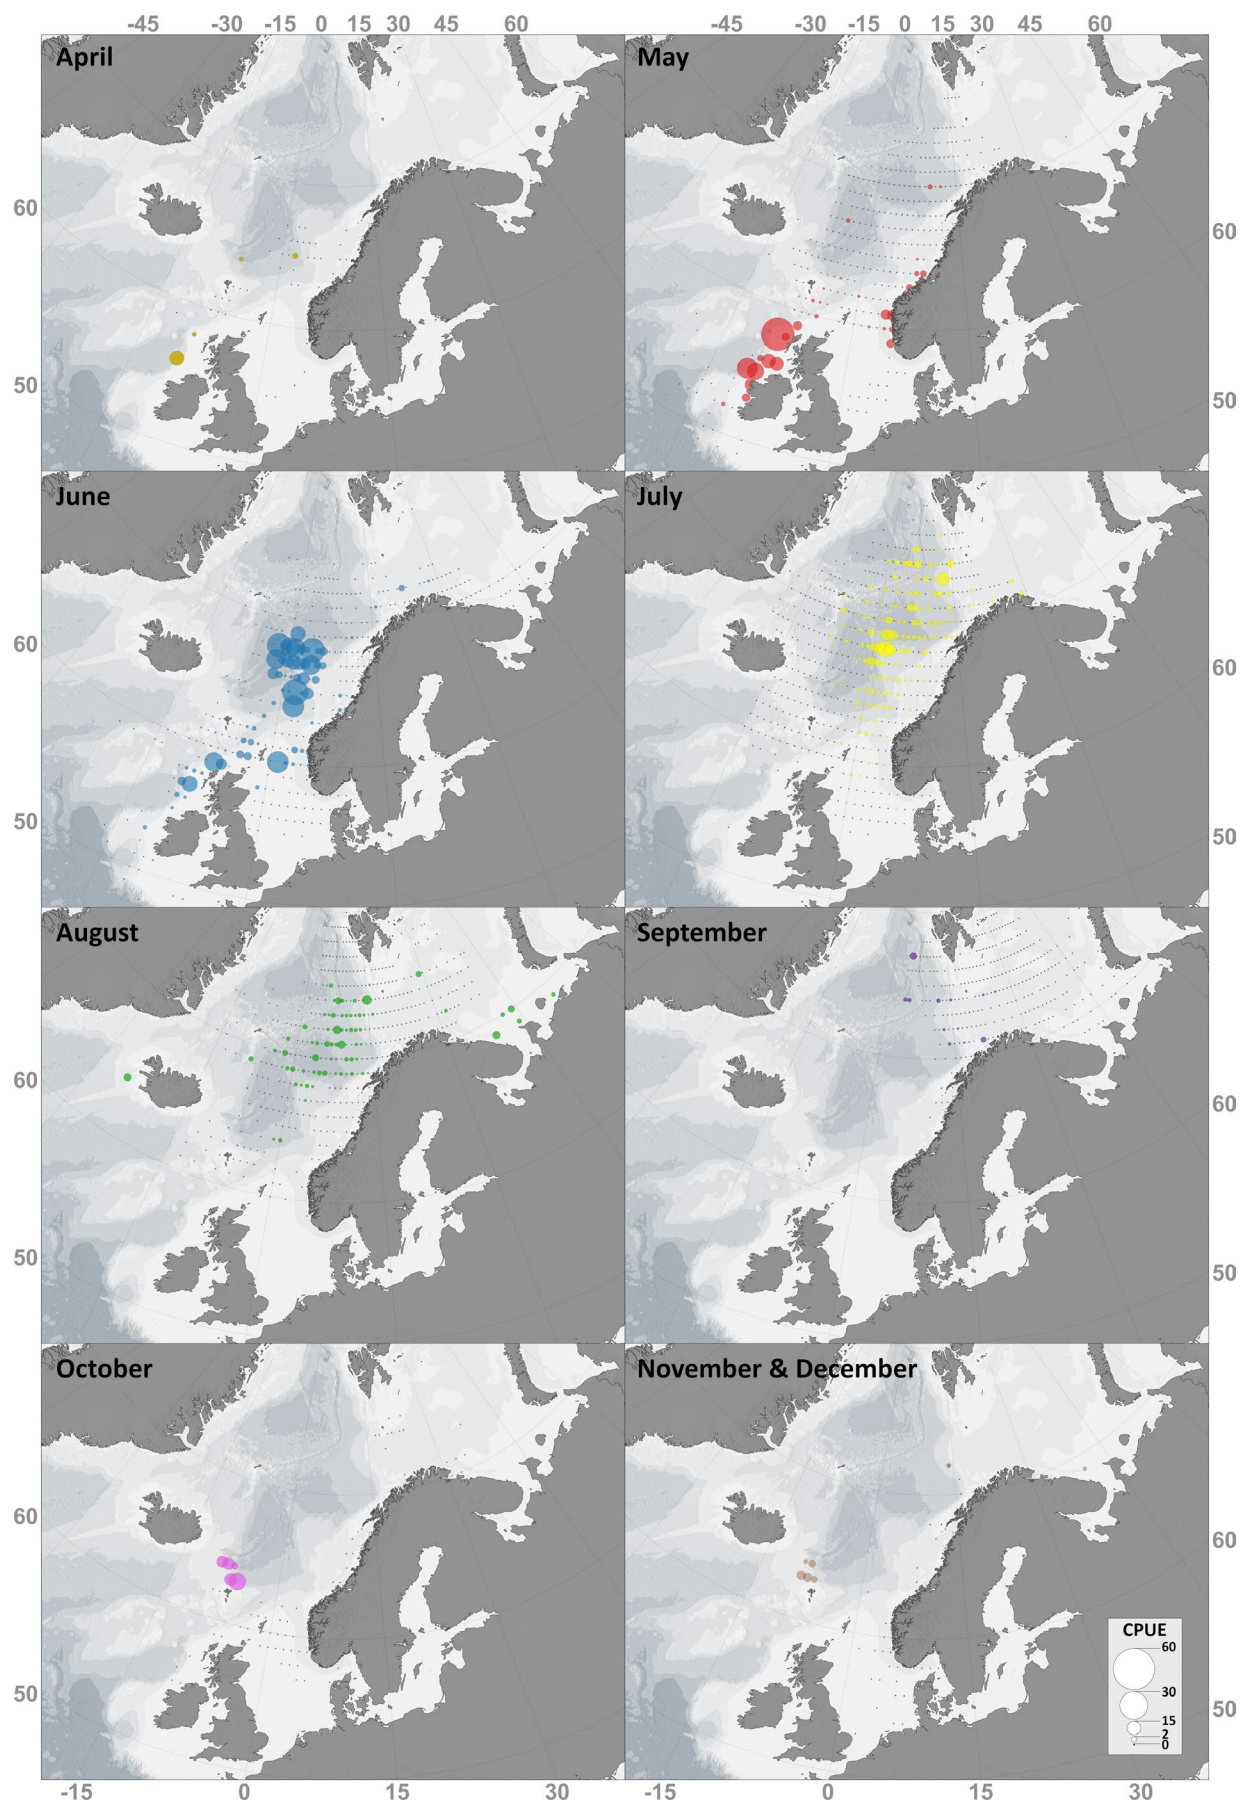 -45 -30 -15 0 15 30 45 60 -45 -30 -15 0 15 30 45 60
April May
60 60
50 50
June July
60 60
50 50
August September
60 60
50 50
October November & December
60 60
CPUE
60
30
15
2
0
50 50
-15 0 15 30 -15 0 15 30